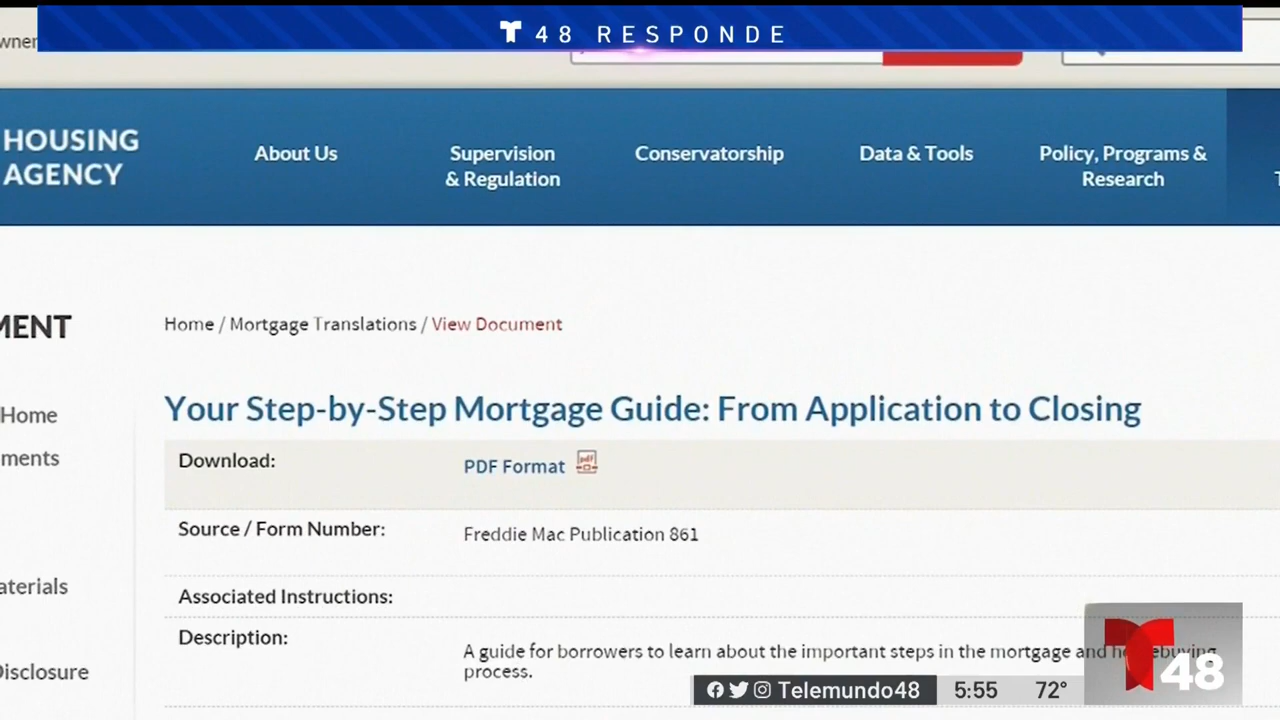 48 RESPONDE
HOUSING
AGENCY
About Us
Supervision
& Regulation
Conservatorship
Data & Tools
Policy, Programs &
Research
MENT
Home / Mortgage Translations / View Document
Your Step-by-Step Mortgage Guide: From Application to Closing
Home
Download:
PDF Format
pdf
Source / Form Number:
Freddie Mac Publication 861
Associated Instructions:
Description:
A guide for borrowers to learn about the important steps in the mortgage and
process.
Disclosure
Telemundo48
5:55
72°
48